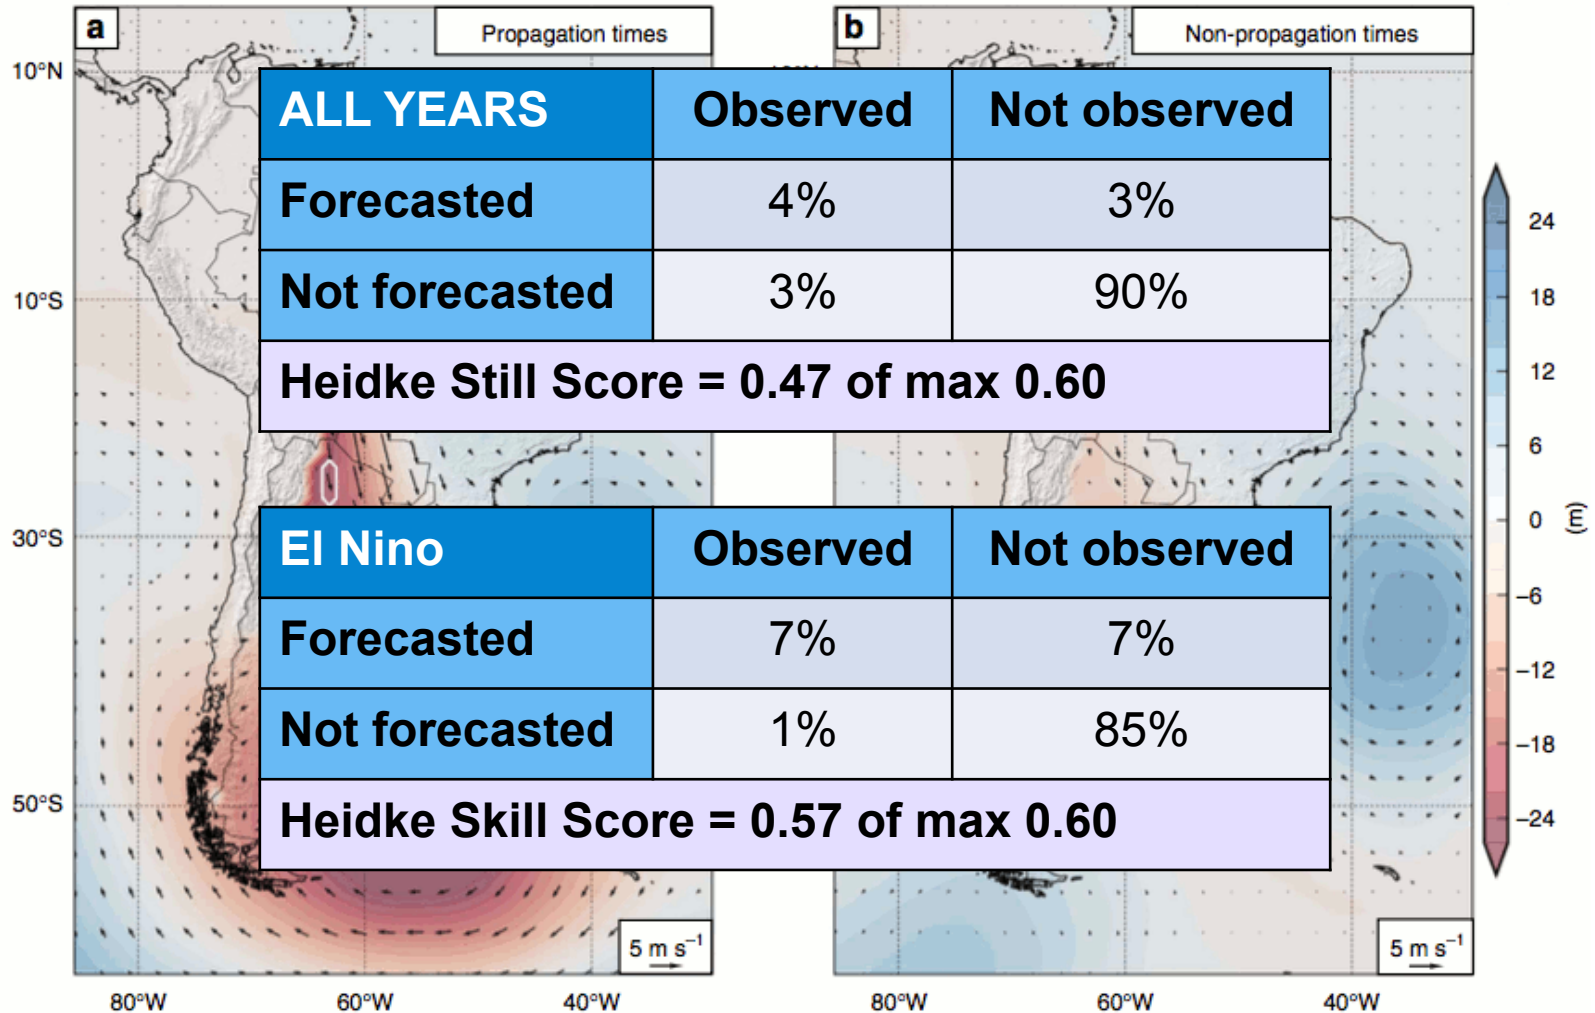 a Propagation times
b Non-propagation times
10°N
10°S
30°S
50°S
ALL YEARS Observed Not observed
Forecasted 4% 3%
Not forecasted 3% 90%
Heidke Still Score = 0.47 of max 0.60
El Nino Observed Not observed
Forecasted 7% 7%
Not forecasted 1% 85%
Heidke Skill Score = 0.57 of max 0.60
5 m s⁻¹
5 m s⁻¹
80°W 60°W 40°W
80°W 60°W 40°W
24
18
12
6
0
−6
−12
−18
−24
(m)